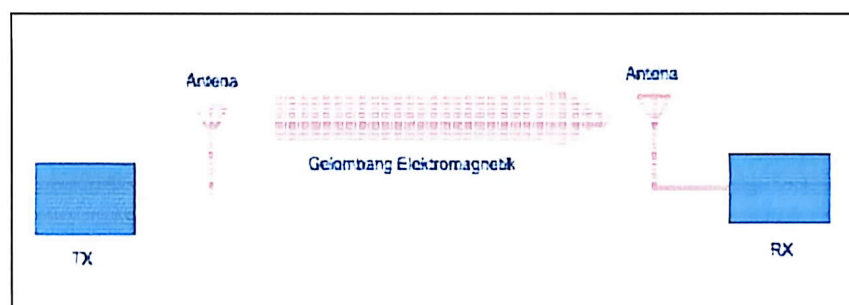 Antena
Antena
Gelombang Elektromagnetik
TX
RX